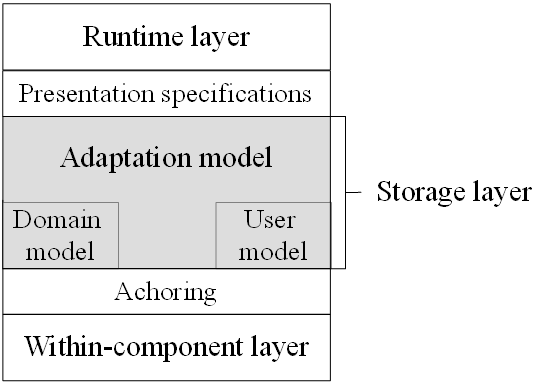 Runtime layer
Presentation specifications
Adaptation model
Storage layer
Domain
model
User
model
Achoring
Within-component layer